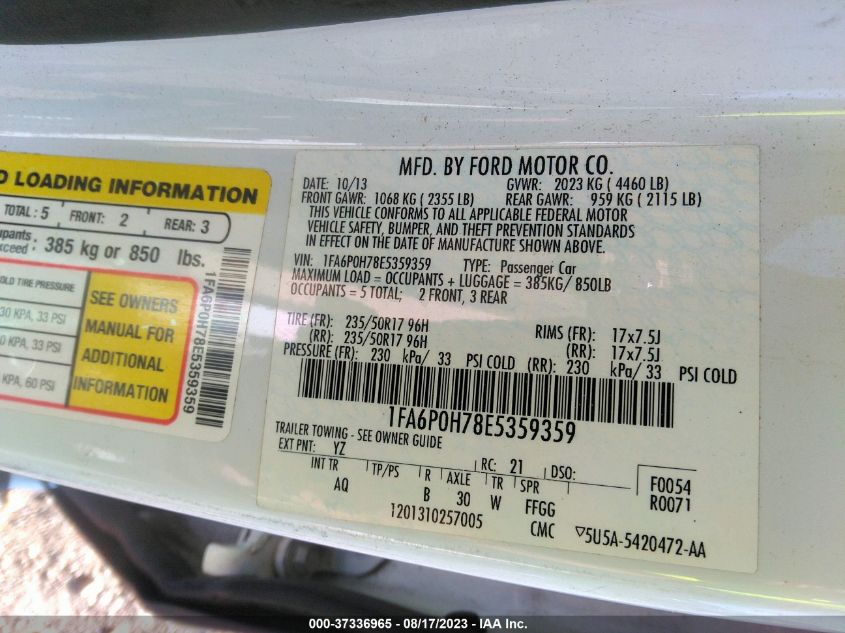 LOADING INFORMATION
TOTAL: 5 FRONT: 2 REAR: 3
385 kg or 850 lbs.
TIRE PRESSURE
KPA, 33 PSI
KPA, 33 PSI
KPA, 60 PSI
SEE OWNERS
MANUAL FOR
ADDITIONAL
INFORMATION
1FA6P0H78E5359359
MFD. BY FORD MOTOR CO.
DATE: 10/13 GVWR: 2023 KG ( 4460 LB)
FRONT GAWR: 1068 KG ( 2355 LB) REAR GAWR: 959 KG ( 2115 LB)
THIS VEHICLE CONFORMS TO ALL APPLICABLE FEDERAL MOTOR
VEHICLE SAFETY, BUMPER, AND THEFT PREVENTION STANDARDS
IN EFFECT ON THE DATE OF MANUFACTURE SHOWN ABOVE.
VIN: 1FA6P0H78E5359359 TYPE: Passenger Car
MAXIMUM LOAD = OCCUPANTS + LUGGAGE = 385KG/ 850LB
OCCUPANTS = 5 TOTAL; 2 FRONT, 3 REAR
TIRE (FR): 235/50R17 96H RIMS (FR): 17x7.5J
(RR): 235/50R17 96H (RR): 17x7.5J
PRESSURE (FR): 230 kPa/ 33 PSI COLD (RR): 230 kPa/ 33 PSI COLD
1FA6P0H78E5359359
TRAILER TOWING - SEE OWNER GUIDE
EXT PNT: YZ RC: 21 DSO:
INT TR TP/PS R AXLE TR SPR F0054
AQ B 30 W FFGG R0071
1201310257005 CMC ▽5U5A-5420472-AA
000-37336965 - 08/17/2023 - IAA Inc.